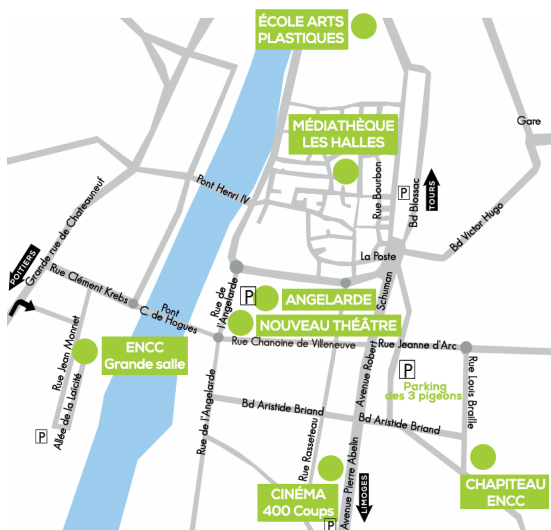 ÉCOLE ARTS
PLASTIQUES
MÉDIATHÈQUE
LES HALLES
Gare
Pont Henri IV
Rue Bourbon
P
Bd Blossac
TOURS
Grande rue de Chateauneuf
POITIERS
Bd Victor Hugo
La Poste
Rue Clément Krebs
Pont
C. de Hogues
Rue de
l'Angelarde
P
ANGELARDE
Schuman
NOUVEAU THÉÂTRE
Rue Chanoine de Villeneuve
Avenue Robert
Rue Jeanne d'Arc
ENCC
Grande salle
Rue Jean Monnet
Allée de la Laïcité
P
P
Parking
des 3 pigeons
Rue Louis Braille
Rue de l'Angelarde
Bd Aristide Briand
Bd Aristide Briand
Rue Rasseteau
CINÉMA
400 Coups
P
Avenue Pierre Abelin
LIMOGES
CHAPITEAU
ENCC